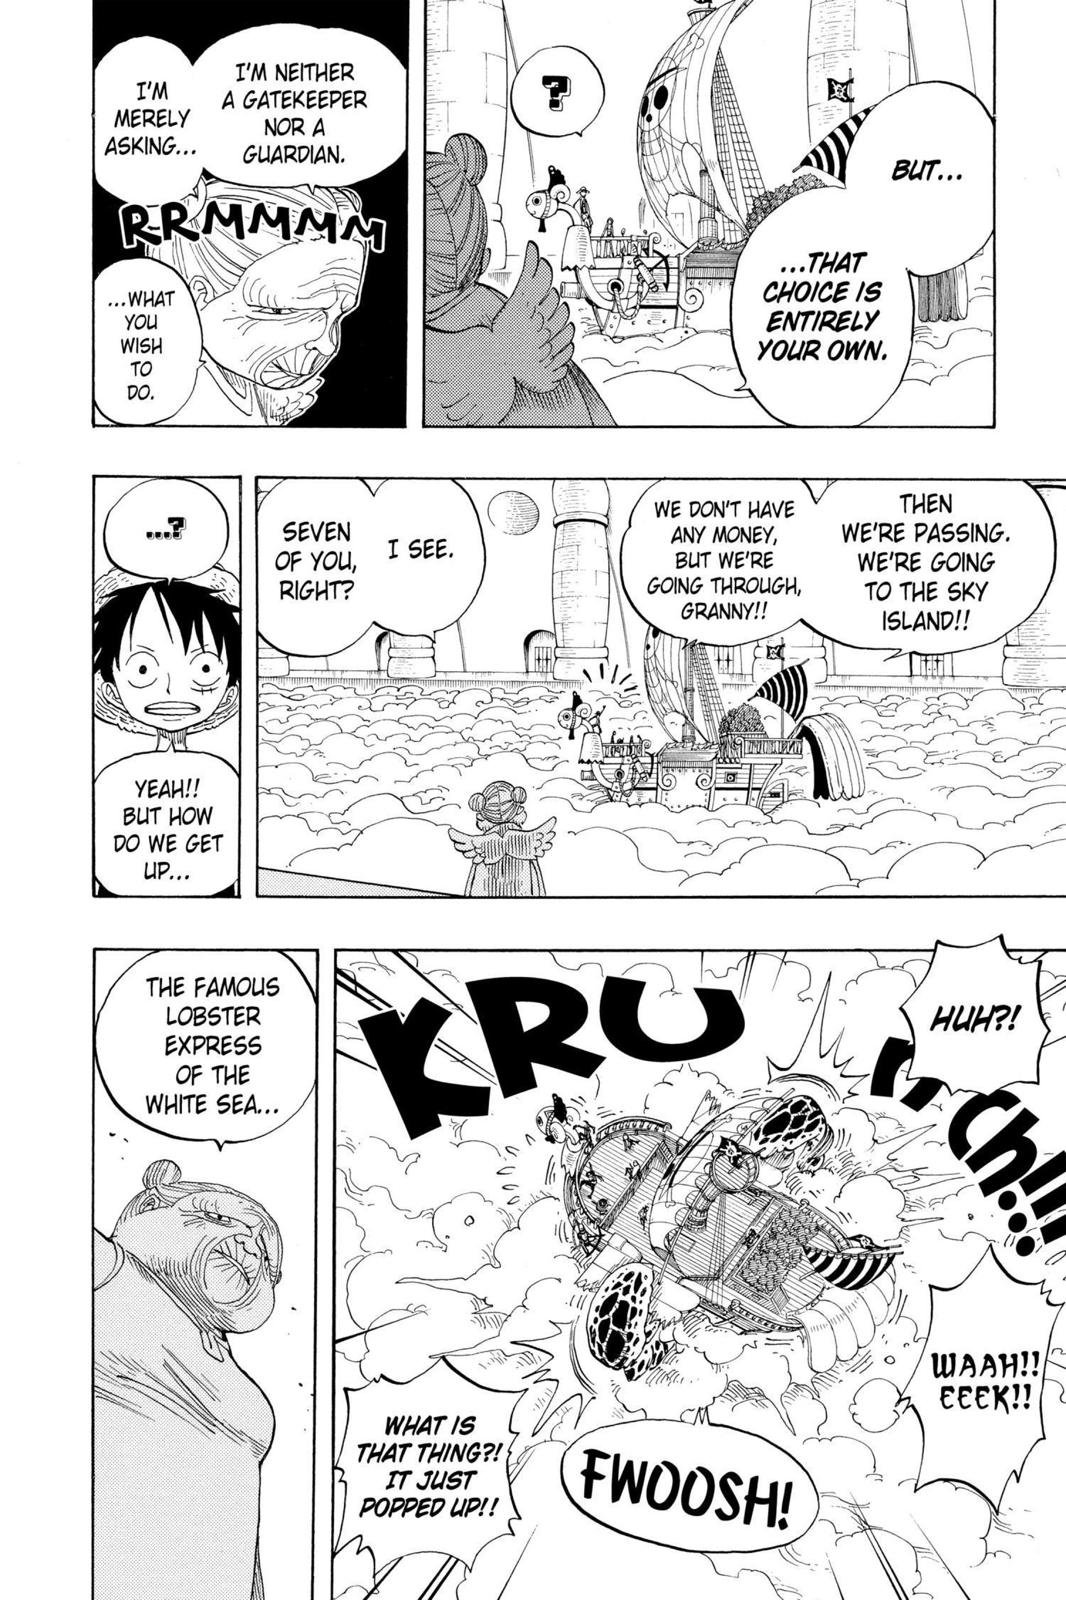 BUT...
...THAT
CHOICE IS
ENTIRELY
YOUR OWN.
?
I'M NEITHER
A GATEKEEPER
NOR A
GUARDIAN.
I'M
MERELY
ASKING...
RRMMMM
...WHAT
YOU
WISH
TO
DO.
THEN
WE'RE PASSING.
WE'RE GOING
TO THE SKY
ISLAND!!
WE DON'T HAVE
ANY MONEY,
BUT WE'RE
GOING THROUGH,
GRANNY!!
I SEE.
SEVEN
OF YOU,
RIGHT?
...?
YEAH!!
BUT HOW
DO WE GET
UP...
HUH?!
KRUNCH!!!
WAAH!!
EEEK!!
FWOOSH!
WHAT IS
THAT THING?!
IT JUST
POPPED UP!!
THE FAMOUS
LOBSTER
EXPRESS
OF THE
WHITE SEA...